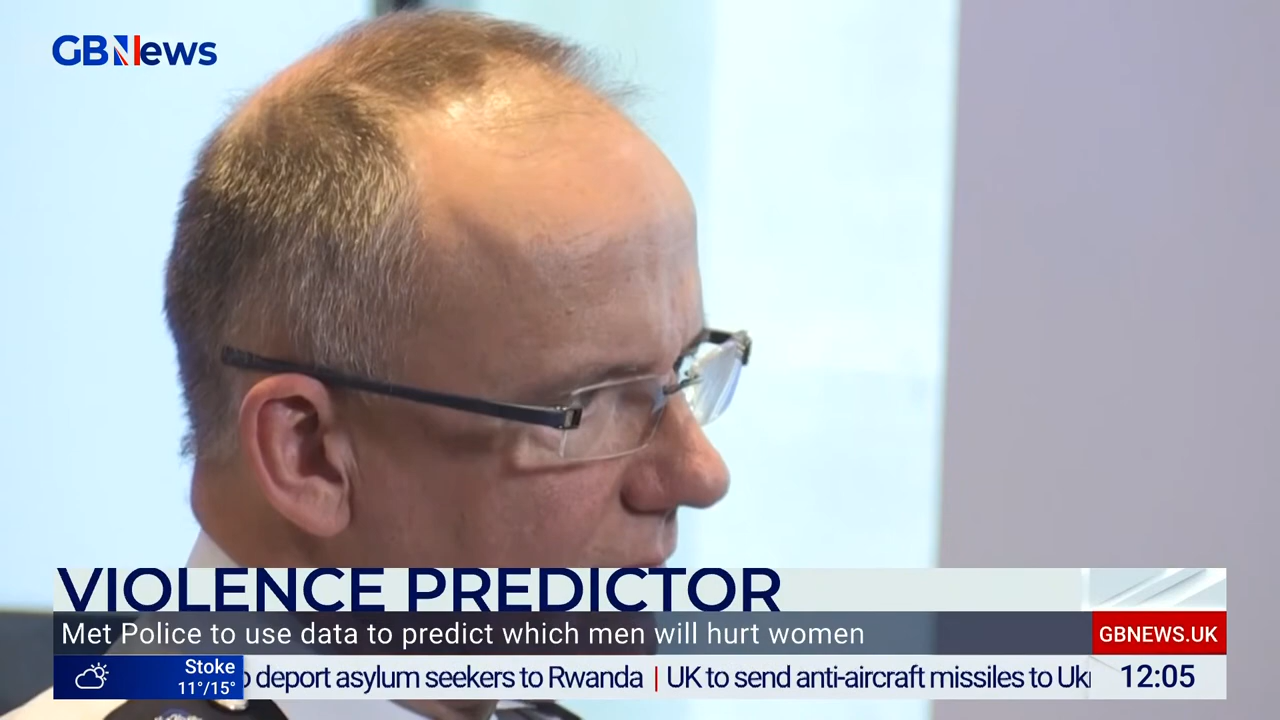 GBNews
VIOLENCE PREDICTOR
Met Police to use data to predict which men will hurt women
GBNEWS.UK
Stoke
11°/15°
deport asylum seekers to Rwanda | UK to send anti-aircraft missiles to
12:05